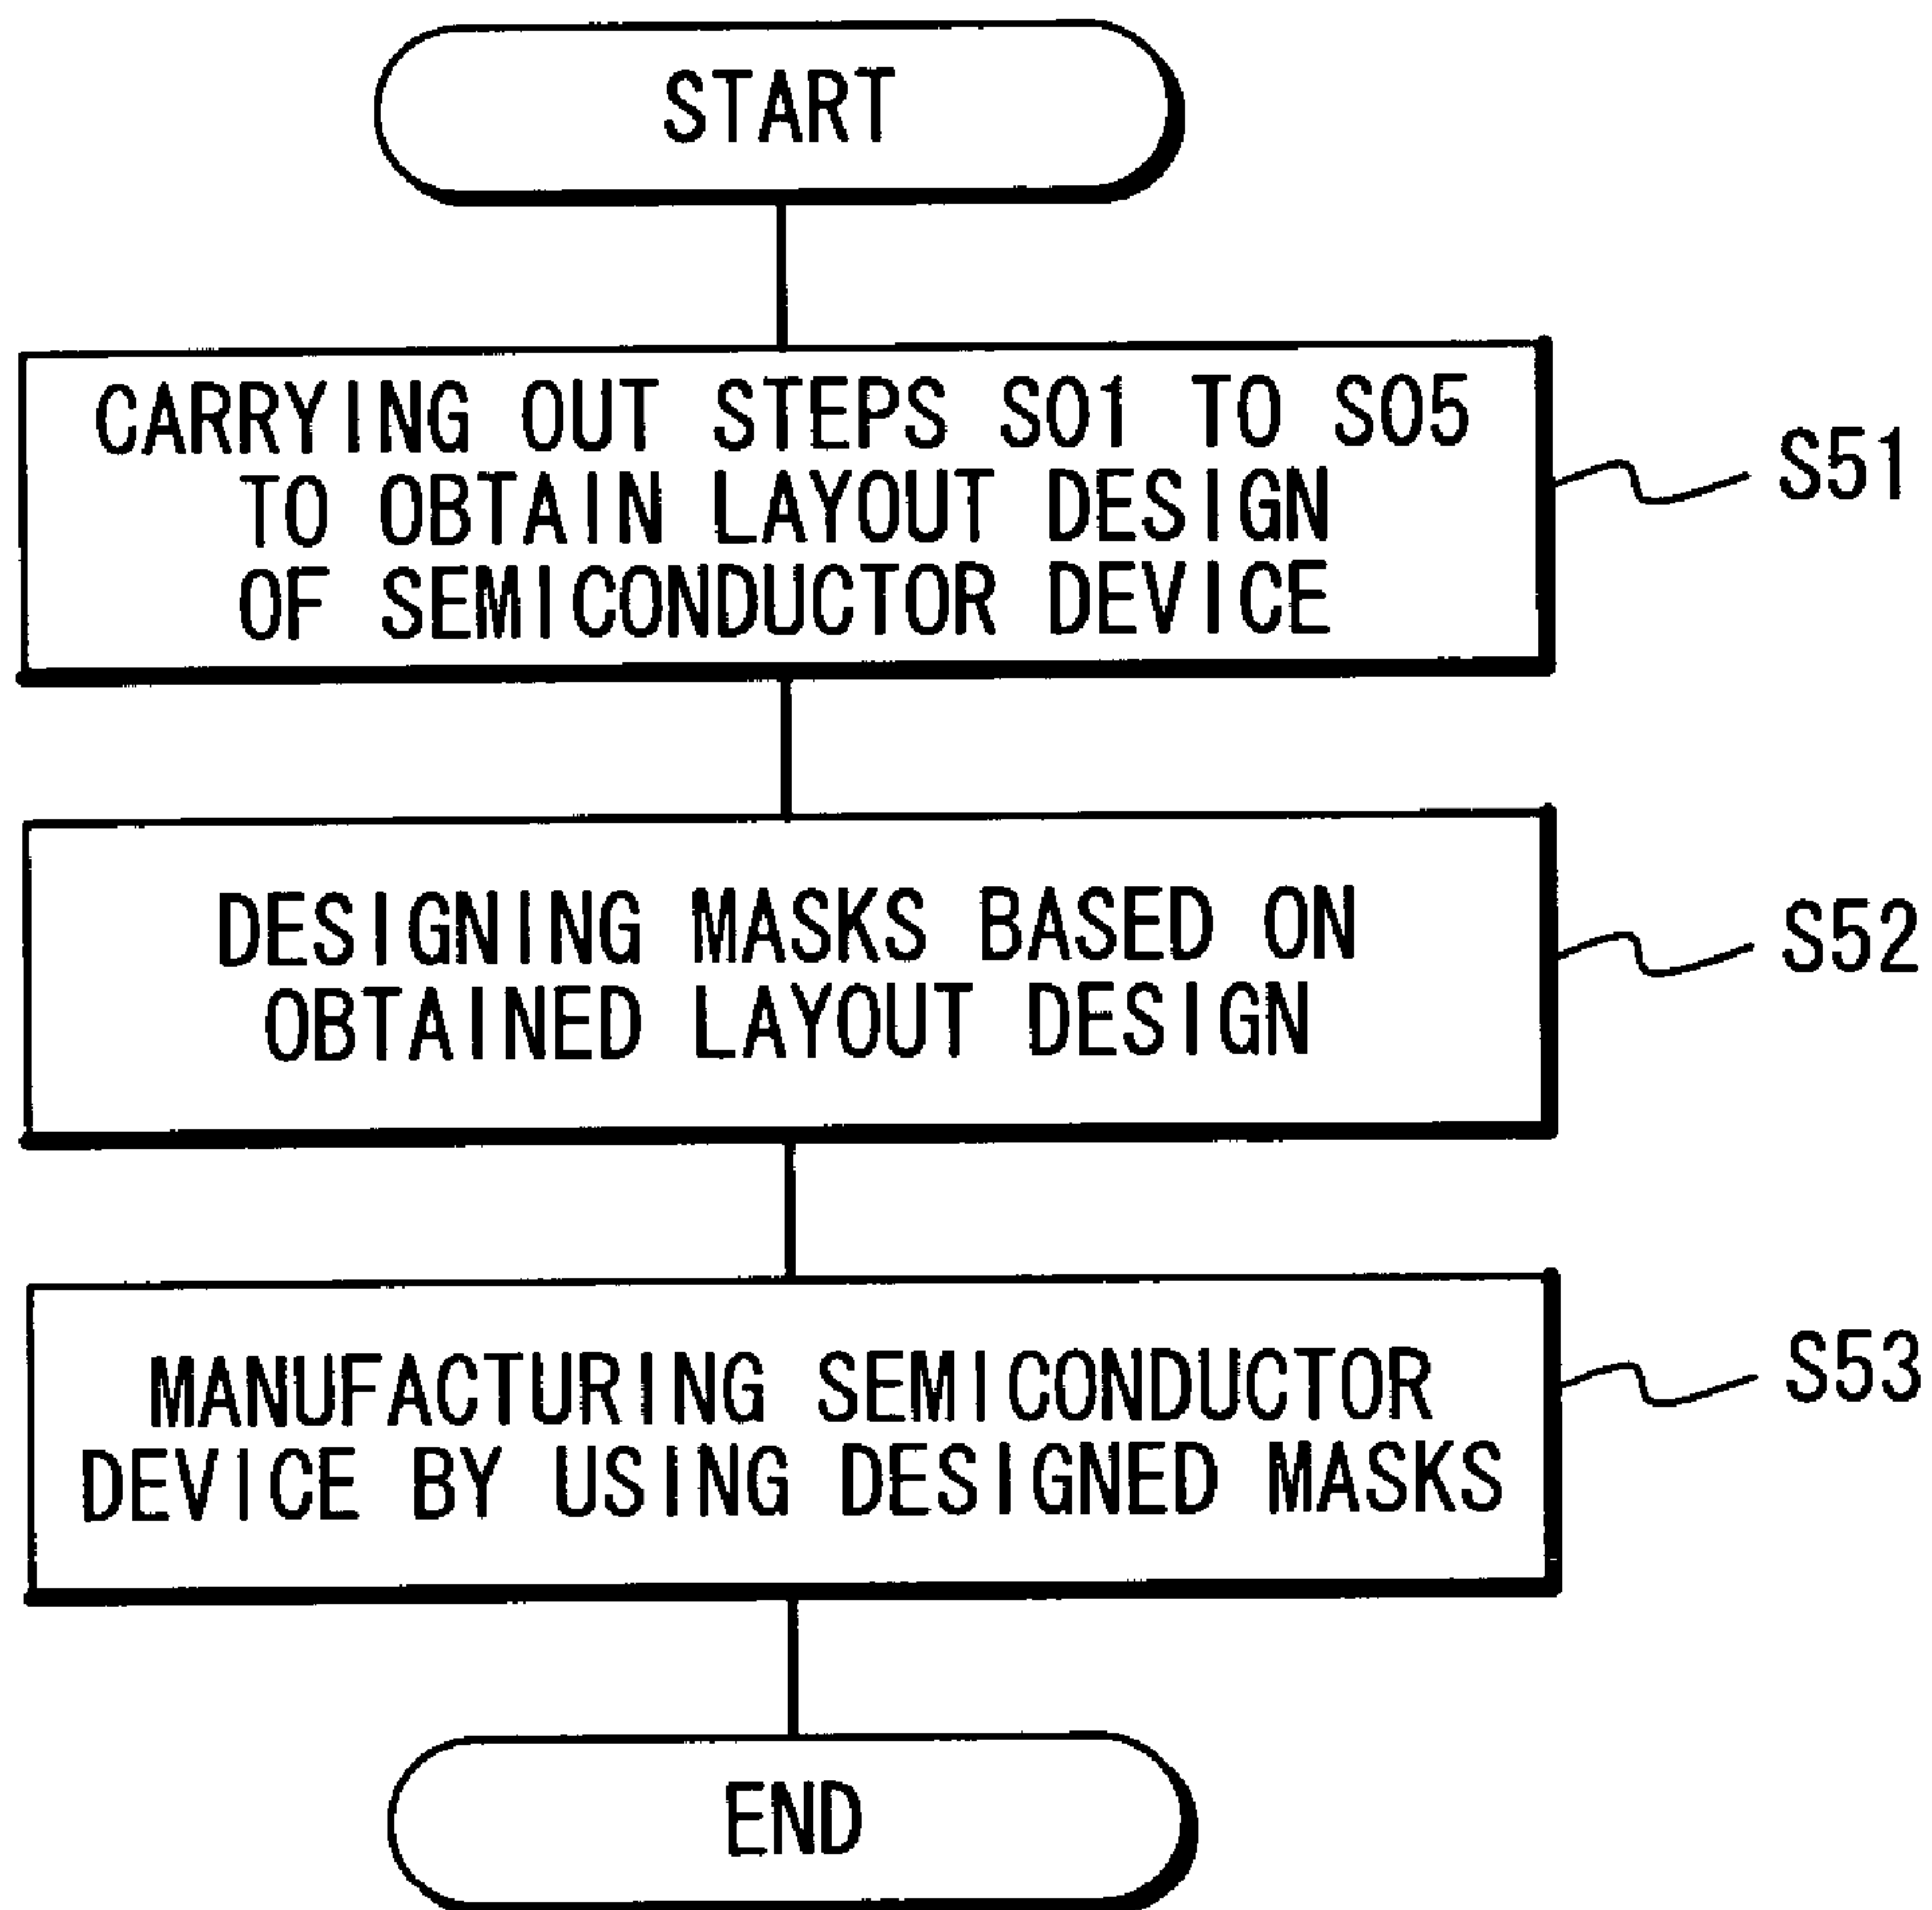 START
CARRYING OUT STEPS S01 TO S05
TO OBTAIN LAYOUT DESIGN
OF SEMICONDUCTOR DEVICE
S51
DESIGNING MASKS BASED ON
OBTAINED LAYOUT DESIGN
S52
MANUFACTURING SEMICONDUCTOR
DEVICE BY USING DESIGNED MASKS
S53
END